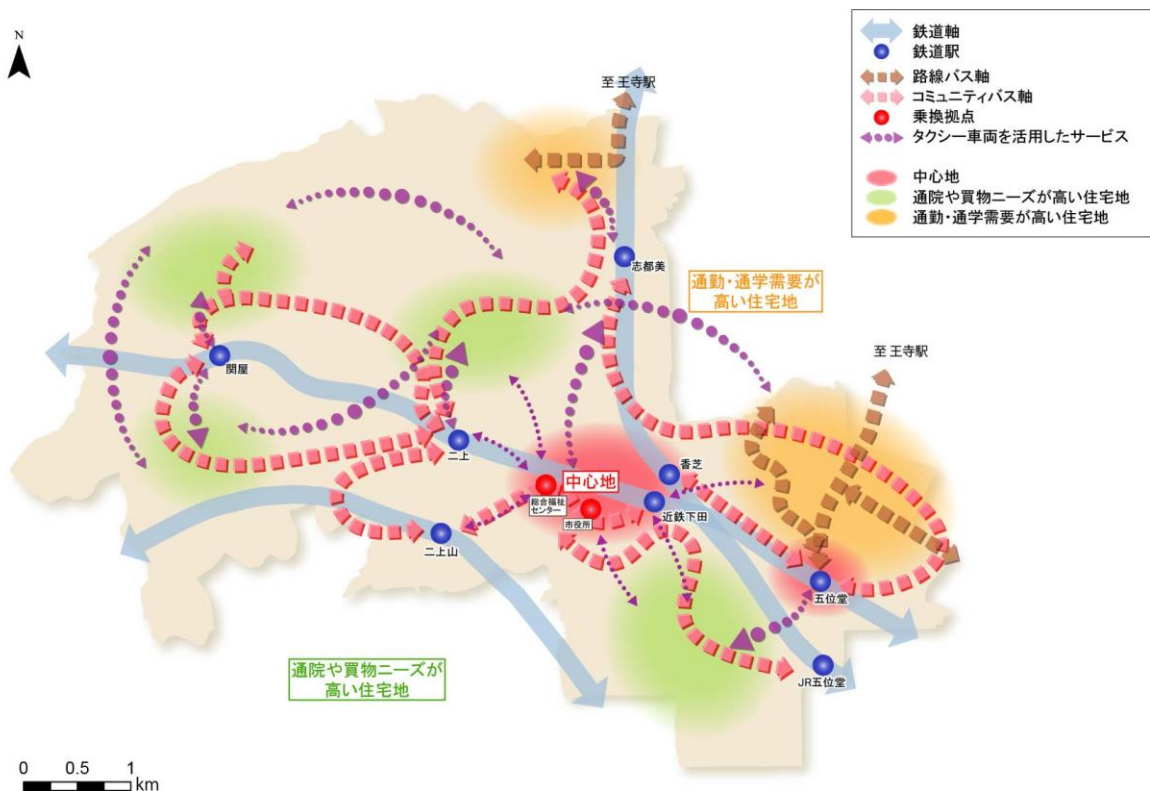 N
鉄道軸
鉄道駅
路線バス軸
コミュニティバス軸
乗換拠点
タクシー車両を活用したサービス
中心地
通院や買物ニーズが高い住宅地
通勤・通学需要が高い住宅地
至 王寺駅
志都美
通勤・通学需要が
高い住宅地
至 王寺駅
関屋
二上
香芝
中心地
総合福祉
センター
市役所
近鉄下田
二上山
五位堂
JR五位堂
通院や買物ニーズが
高い住宅地
0 0.5 1
km